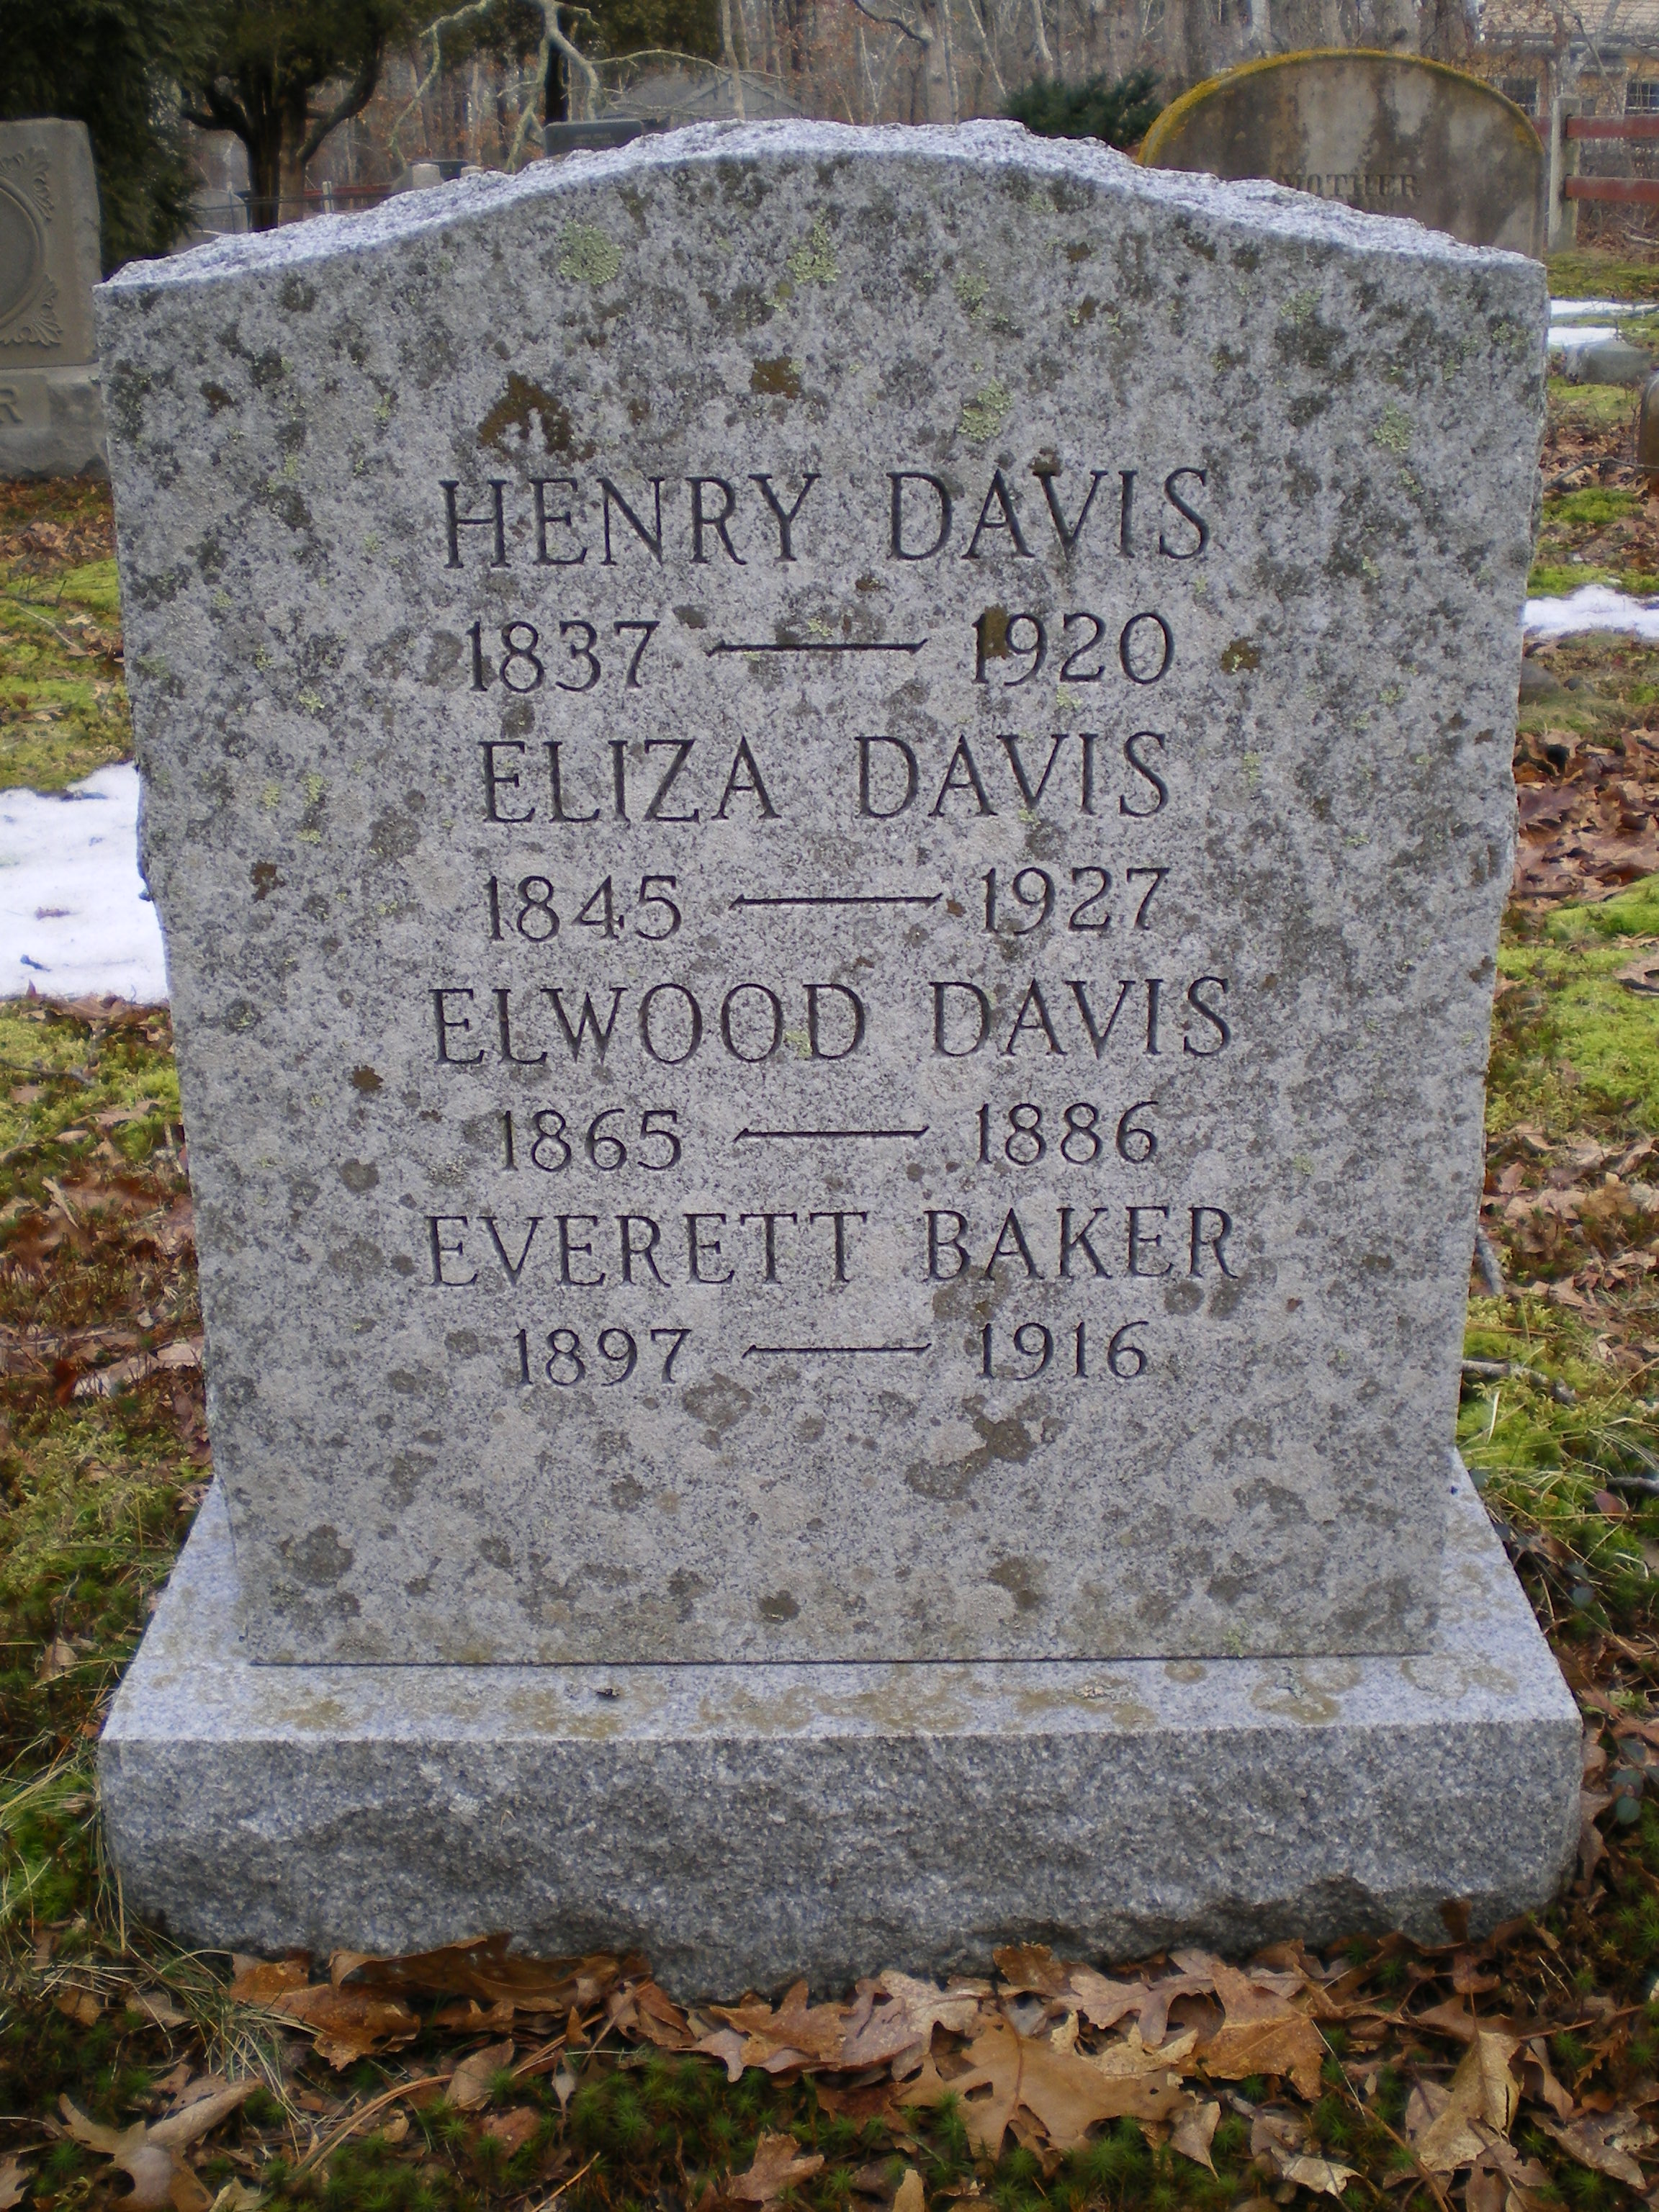 MOTHER
R
HENRY DAVIS
1837 — 1920
ELIZA DAVIS
1845 — 1927
ELWOOD DAVIS
1865 — 1886
EVERETT BAKER
1897 — 1916